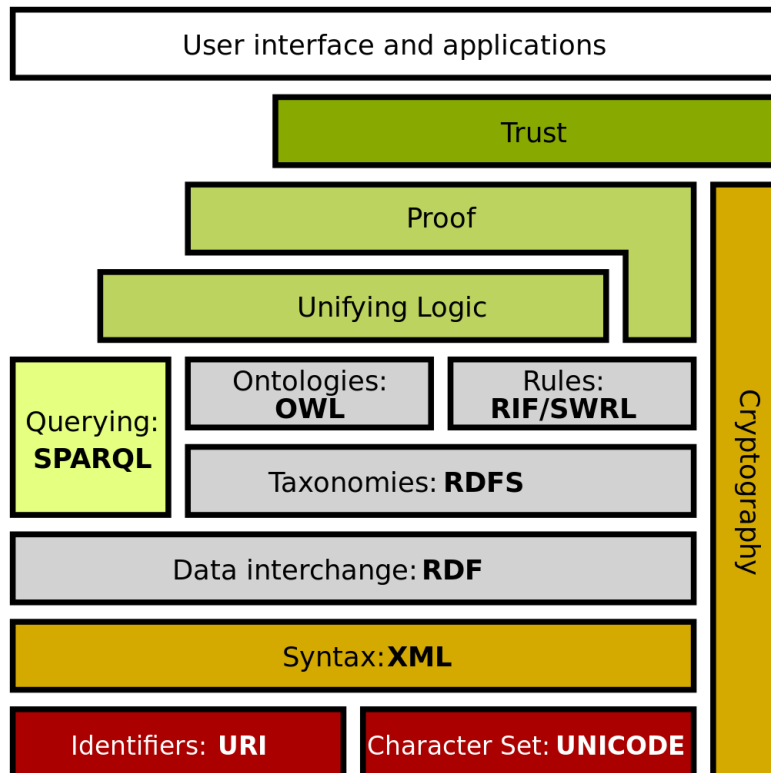 User interface and applications
Trust
Proof
Unifying Logic
Ontologies:
OWL
Rules:
RIF/SWRL
Querying:
SPARQL
Taxonomies: RDFS
Cryptography
Data interchange: RDF
Syntax: XML
Identifiers: URI
Character Set: UNICODE